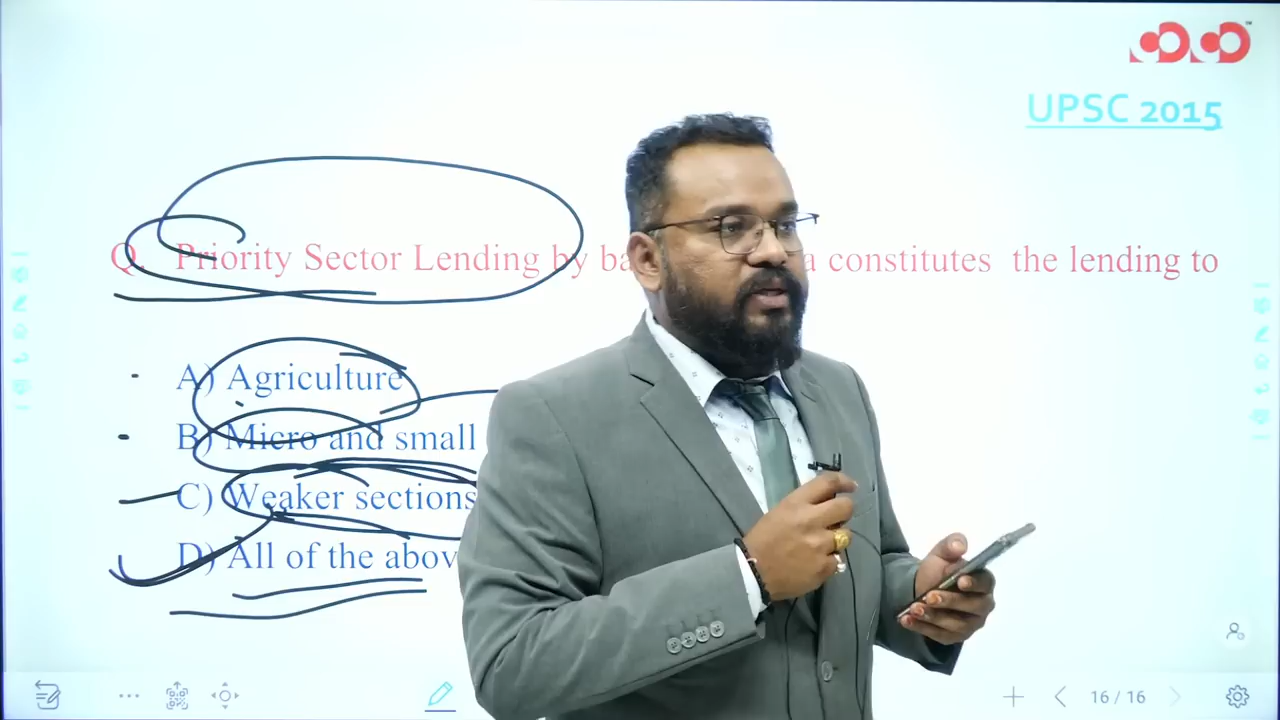 UPSC 2015
Q. Priority Sector Lending by ba a constitutes the lending to
A) Agriculture
B) Micro and small
C) Weaker sections
D) All of the abov
16 / 16